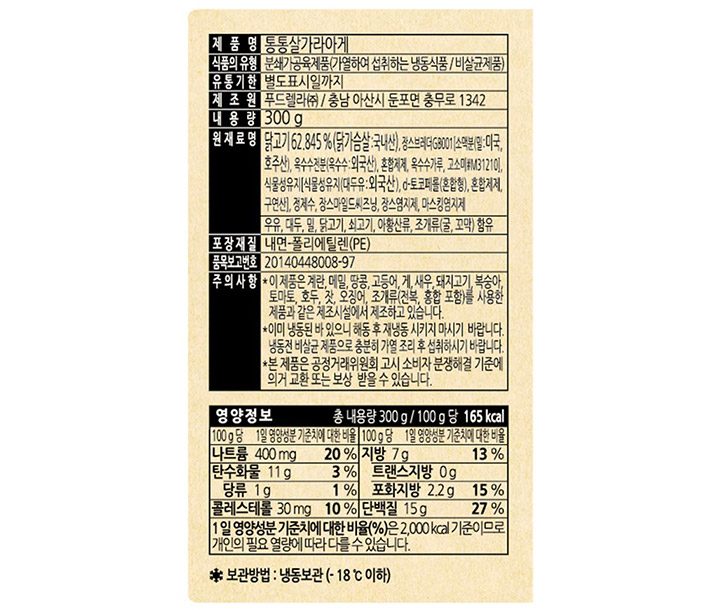 제 품 명 통통살가라아게
식품의 유형 분쇄가공육제품(가열하여 섭취하는 냉동식품 / 비살균제품)
유 통 기 한 별도표시일까지
제 조 원 푸드렐라㈜ / 충남 아산시 둔포면 충무로 1342
내 용 량 300 g
원 재 료 명 닭고기 62.845 % (닭가슴살:국내산), 장스브레더GB001[소맥분(밀:미국,
호주산), 옥수수전분(옥수수:외국산), 혼합제제, 옥수수가루, 고소미#M3121O],
식물성유지[식물성유지(대두유:외국산), d-토코페롤(혼합형), 혼합제제,
구연산], 정제수, 장스마일드씨즈닝, 장스염지제, 마스킹염지제
우유, 대두, 밀, 닭고기, 쇠고기, 아황산류, 조개류(굴, 꼬막) 함유
포 장 재 질 내면-폴리에틸렌(PE)
품목보고번호 20140448008-97
주 의 사 항 *이 제품은 계란, 메밀, 땅콩, 고등어, 게, 새우, 돼지고기, 복숭아,
토마토, 호두, 잣, 오징어, 조개류(전복, 홍합 포함)를 사용한
제품과 같은 제조시설에서 제조하고 있습니다.
*이미 냉동된 바 있으니 해동 후 재냉동 시키지 마시기 바랍니다.
냉동전 비살균 제품으로 충분히 가열 조리 후 섭취하시기 바랍니다.
*본 제품은 공정거래위원회 고시 소비자 분쟁해결 기준에
의거 교환 또는 보상 받을 수 있습니다.
영양정보 총 내용량 300 g / 100 g 당 165 kcal
100 g 당 1일 영양성분 기준치에 대한 비율 100 g 당 1일 영양성분 기준치에 대한 비율
나트륨 400 mg 20 % 지방 7 g 13 %
탄수화물 11 g 3 % 트랜스지방 0 g
당류 1 g 1 % 포화지방 2.2 g 15 %
콜레스테롤 30 mg 10 % 단백질 15 g 27 %
1일 영양성분 기준치에 대한 비율(%)은 2,000 kcal 기준이므로
개인의 필요 열량에 따라 다를 수 있습니다.
✽ 보관방법 : 냉동보관 (- 18 ℃ 이하)